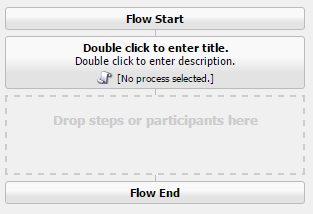 Flow Start
Double click to enter title.
Double click to enter description.
[No process selected.]
Drop steps or participants here
Flow End